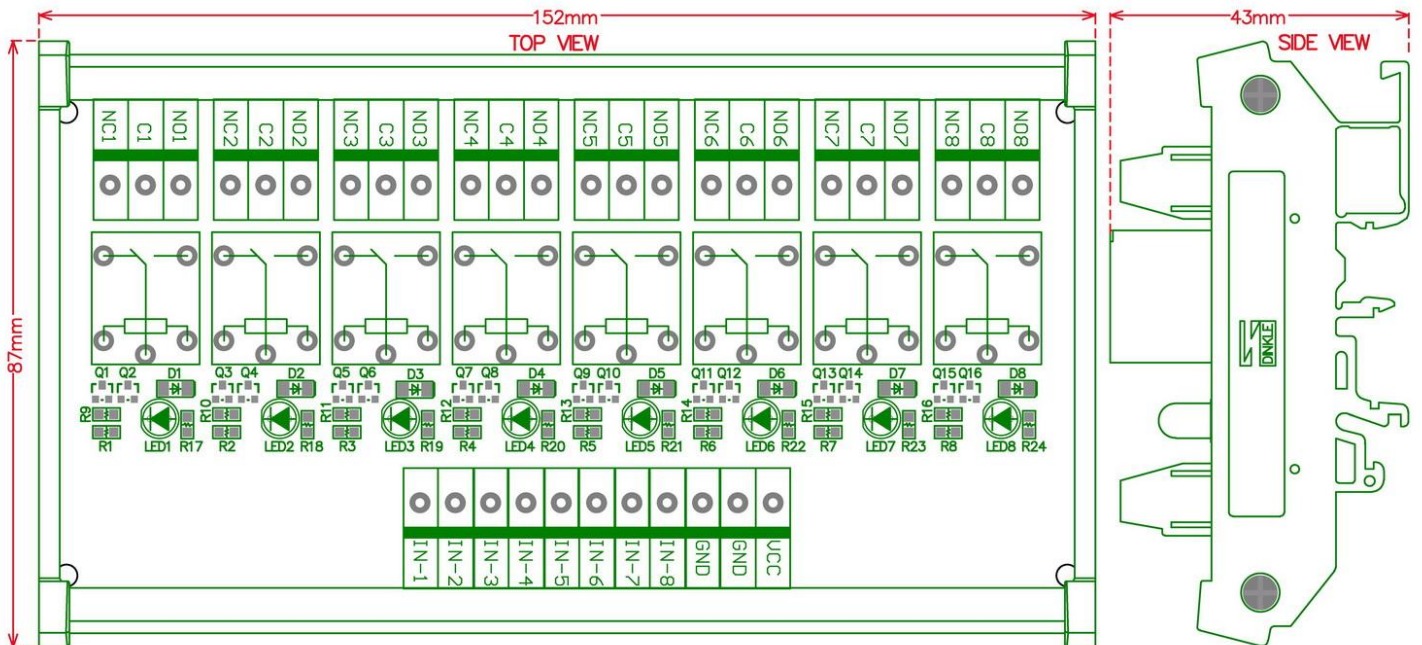 152mm 43mm
TOP VIEW SIDE VIEW
87mm
NC1 C1 NO1 NC2 C2 NO2 NC3 C3 NO3 NC4 C4 NO4 NC5 C5 NO5 NC6 C6 NO6 NC7 C7 NO7 NC8 C8 NO8
DINKLE
Q1 Q2 D1 Q3 Q4 D2 Q5 Q6 D3 Q7 Q8 D4 Q9 Q10 D5 Q11 Q12 D6 Q13 Q14 D7 Q15 Q16 D8
R9 R10 R11 R12 R13 R14 R15 R16
R1 LED1 R17 R2 LED2 R18 R3 LED3 R19 R4 LED4 R20 R5 LED5 R21 R6 LED6 R22 R7 LED7 R23 R8 LED8 R24
IN-1 IN-2 IN-3 IN-4 IN-5 IN-6 IN-7 IN-8 GND GND VCC